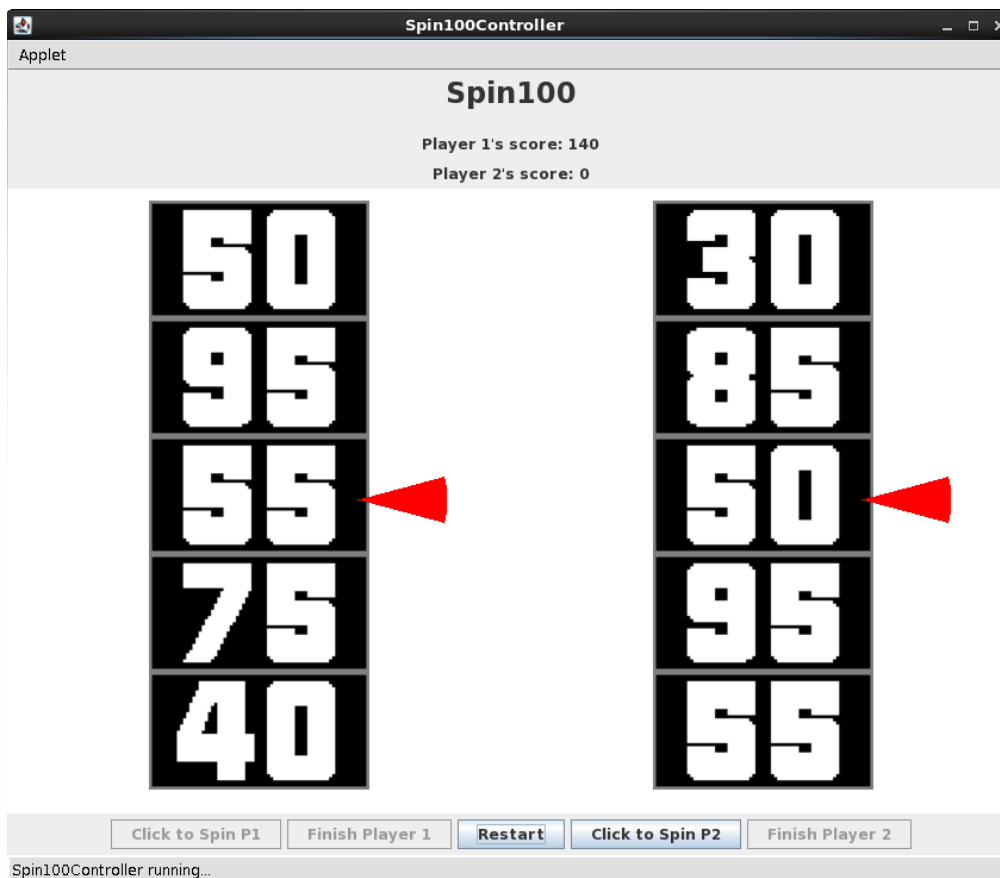 Spin100Controller
Applet
Spin100
Player 1's score: 140
Player 2's score: 0
50 30
95 85
55 50
75 95
40 55
Click to Spin P1 Finish Player 1 Restart Click to Spin P2 Finish Player 2
Spin100Controller running...